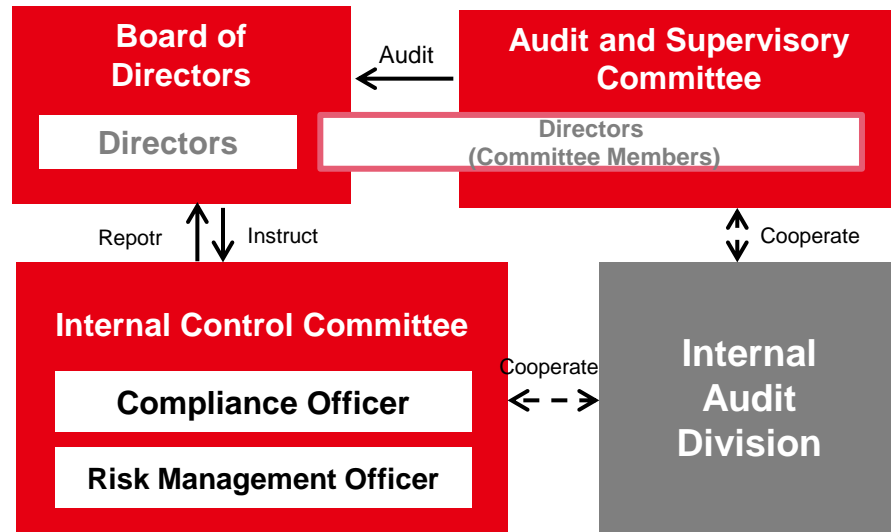 Board of
Directors
Audit
Audit and Supervisory
Committee
Directors
Directors
(Committee Members)
Repotr
Instruct
Cooperate
Internal Control Committee
Compliance Officer
Risk Management Officer
Cooperate
Internal
Audit
Division